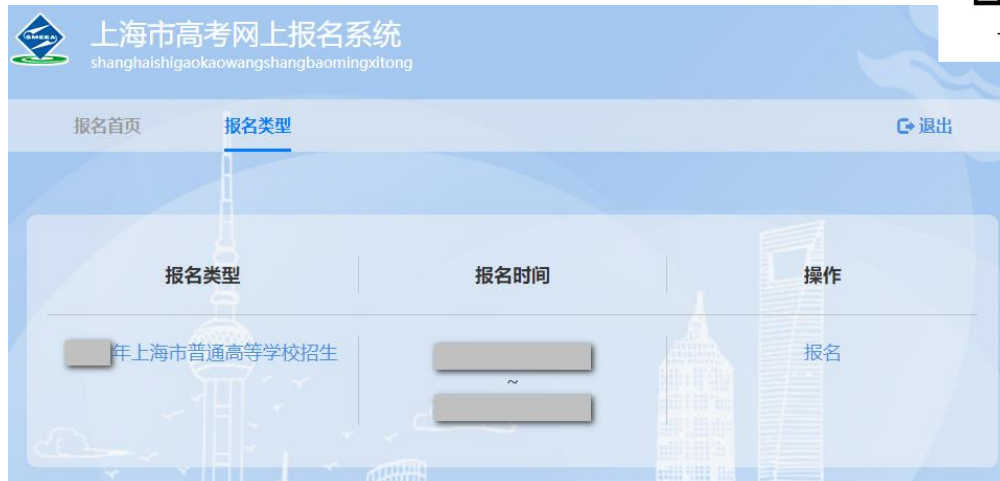 SMEEA
上海市高考网上报名系统
shanghaishigaokaowangshangbaomingxitong
报名首页 报名类型 退出
报名类型 报名时间 操作
年上海市普通高等学校招生 ~ 报名